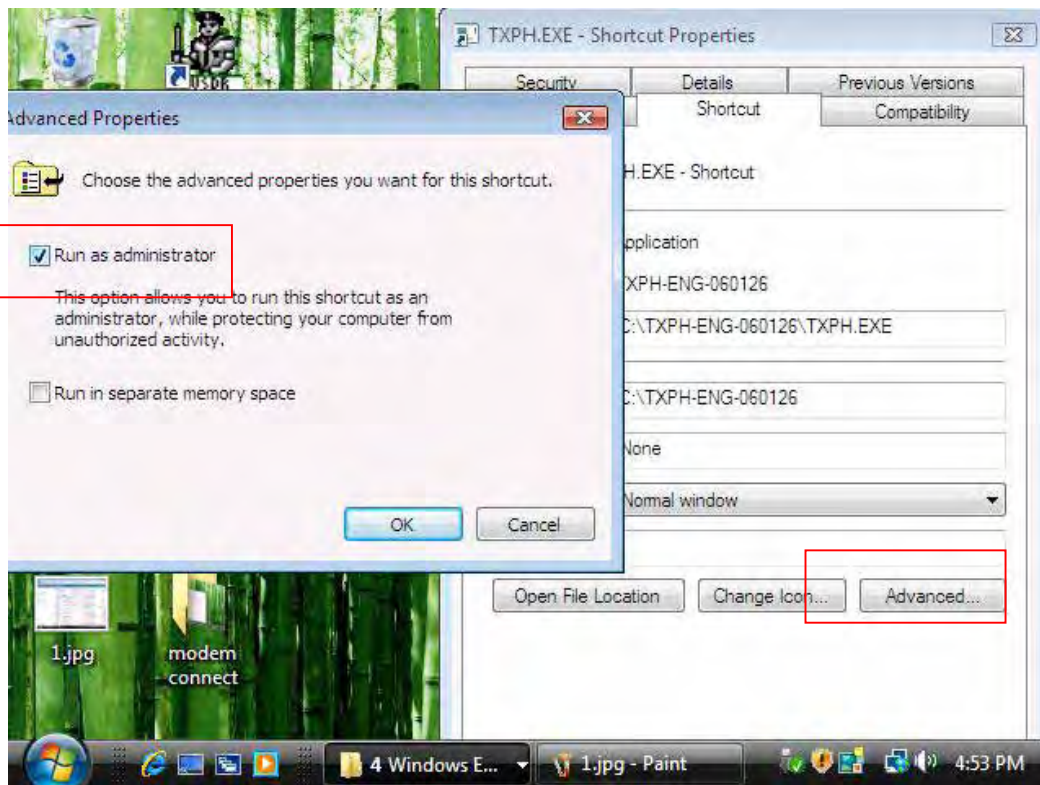 TXPH.EXE - Shortcut Properties
Security
Details
Previous Versions
Shortcut
Compatibility
Advanced Properties
Choose the advanced properties you want for this shortcut.
Run as administrator
This option allows you to run this shortcut as an
administrator, while protecting your computer from
unauthorized activity.
Run in separate memory space
OK
Cancel
H.EXE - Shortcut
pplication
XPH-ENG-060126
C:\TXPH-ENG-060126\TXPH.EXE
C:\TXPH-ENG-060126
None
Normal window
Open File Location
Change Icon...
Advanced...
1.jpg
modem
connect
4 Windows E...
1.jpg - Paint
4:53 PM